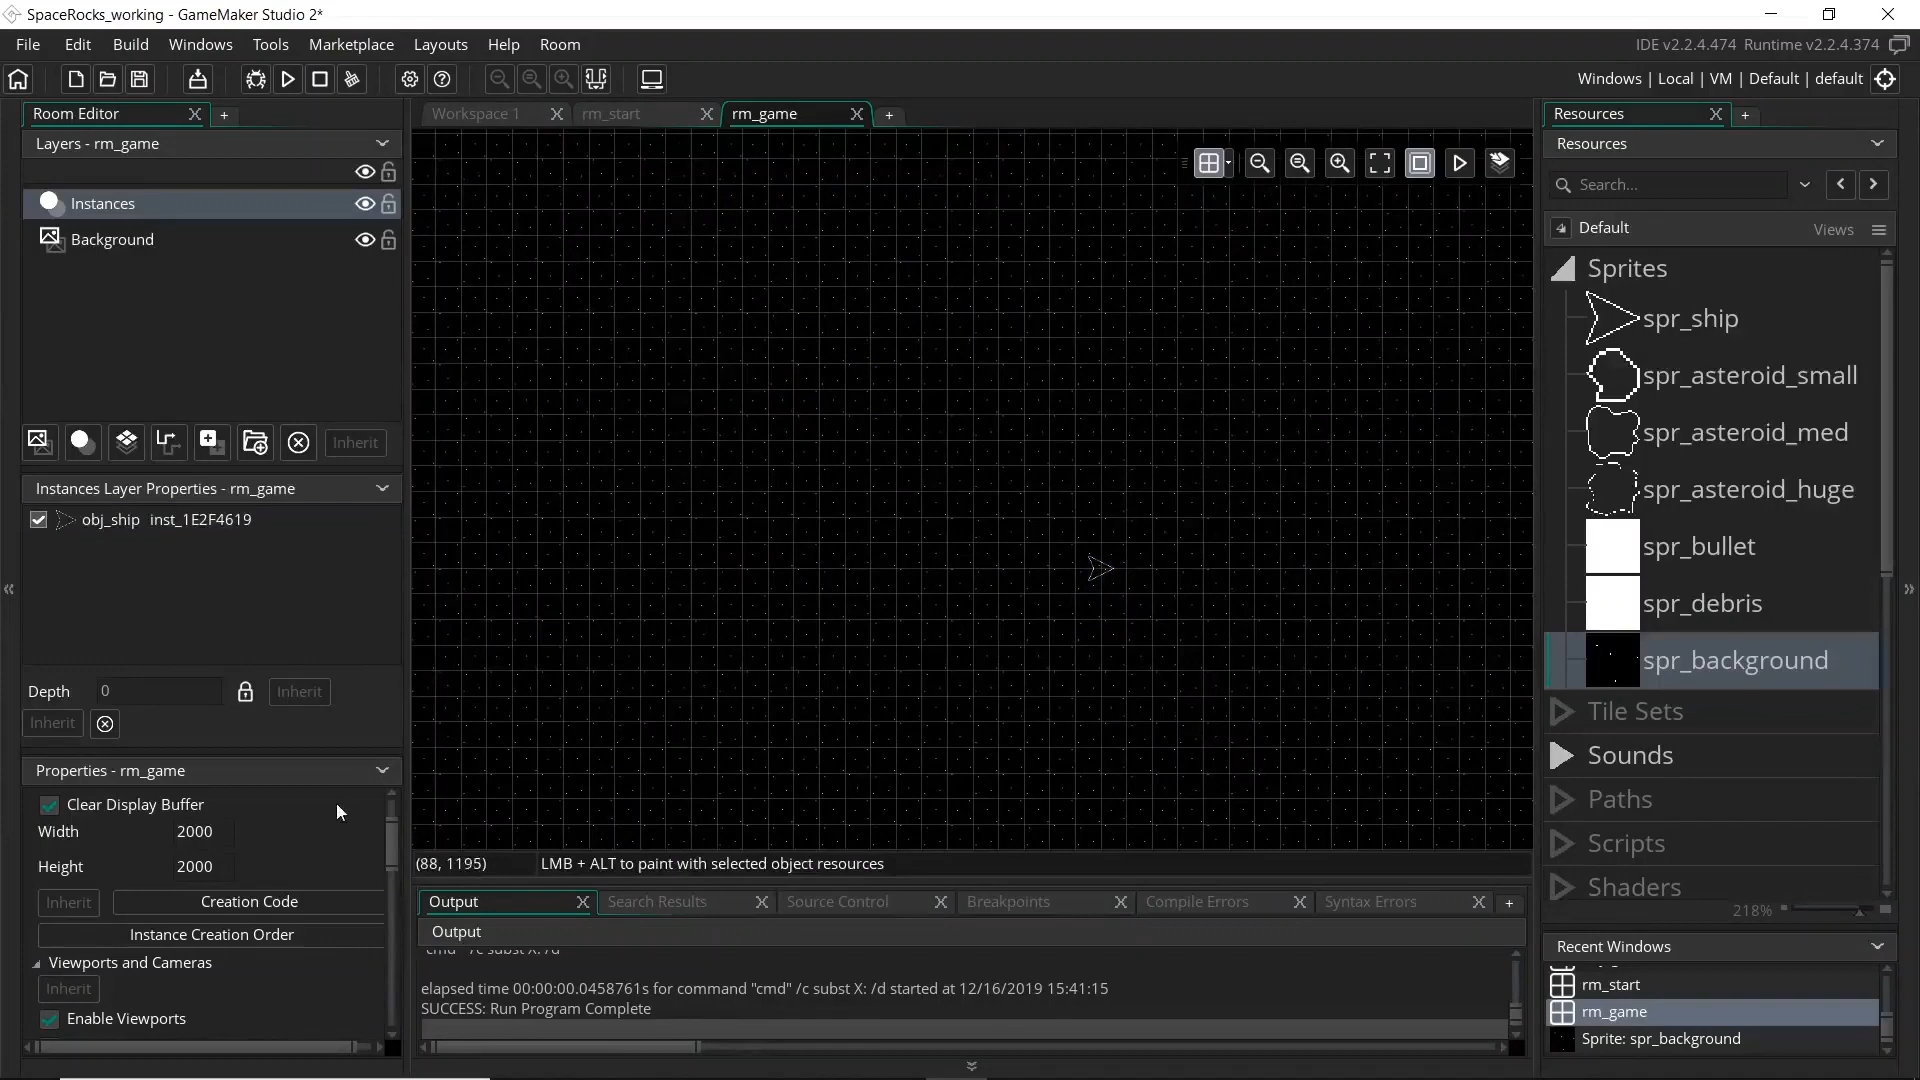 SpaceRocks_working - GameMaker Studio 2*
File Edit Build Windows Tools Marketplace Layouts Help Room
IDE v2.2.4.474 Runtime v2.2.4.374
Windows | Local | VM | Default | default
Room Editor
Layers - rm_game
Instances
Background
Inherit
Instances Layer Properties - rm_game
obj_ship inst_1E2F4619
Depth 0 Inherit
Inherit
Properties - rm_game
Clear Display Buffer
Width 2000
Height 2000
Inherit Creation Code
Instance Creation Order
Viewports and Cameras
Inherit
Enable Viewports
Workspace 1 rm_start rm_game
(88, 1195) LMB + ALT to paint with selected object resources
Output Search Results Source Control Breakpoints Compile Errors Syntax Errors
Output
"cmd" /c subst X: /d
elapsed time 00:00:00.0458761s for command "cmd" /c subst X: /d started at 12/16/2019 15:41:15
SUCCESS: Run Program Complete
Resources
Resources
Search...
Default Views
Sprites
spr_ship
spr_asteroid_small
spr_asteroid_med
spr_asteroid_huge
spr_bullet
spr_debris
spr_background
Tile Sets
Sounds
Paths
Scripts
Shaders
218%
Recent Windows
rm_start
rm_game
Sprite: spr_background